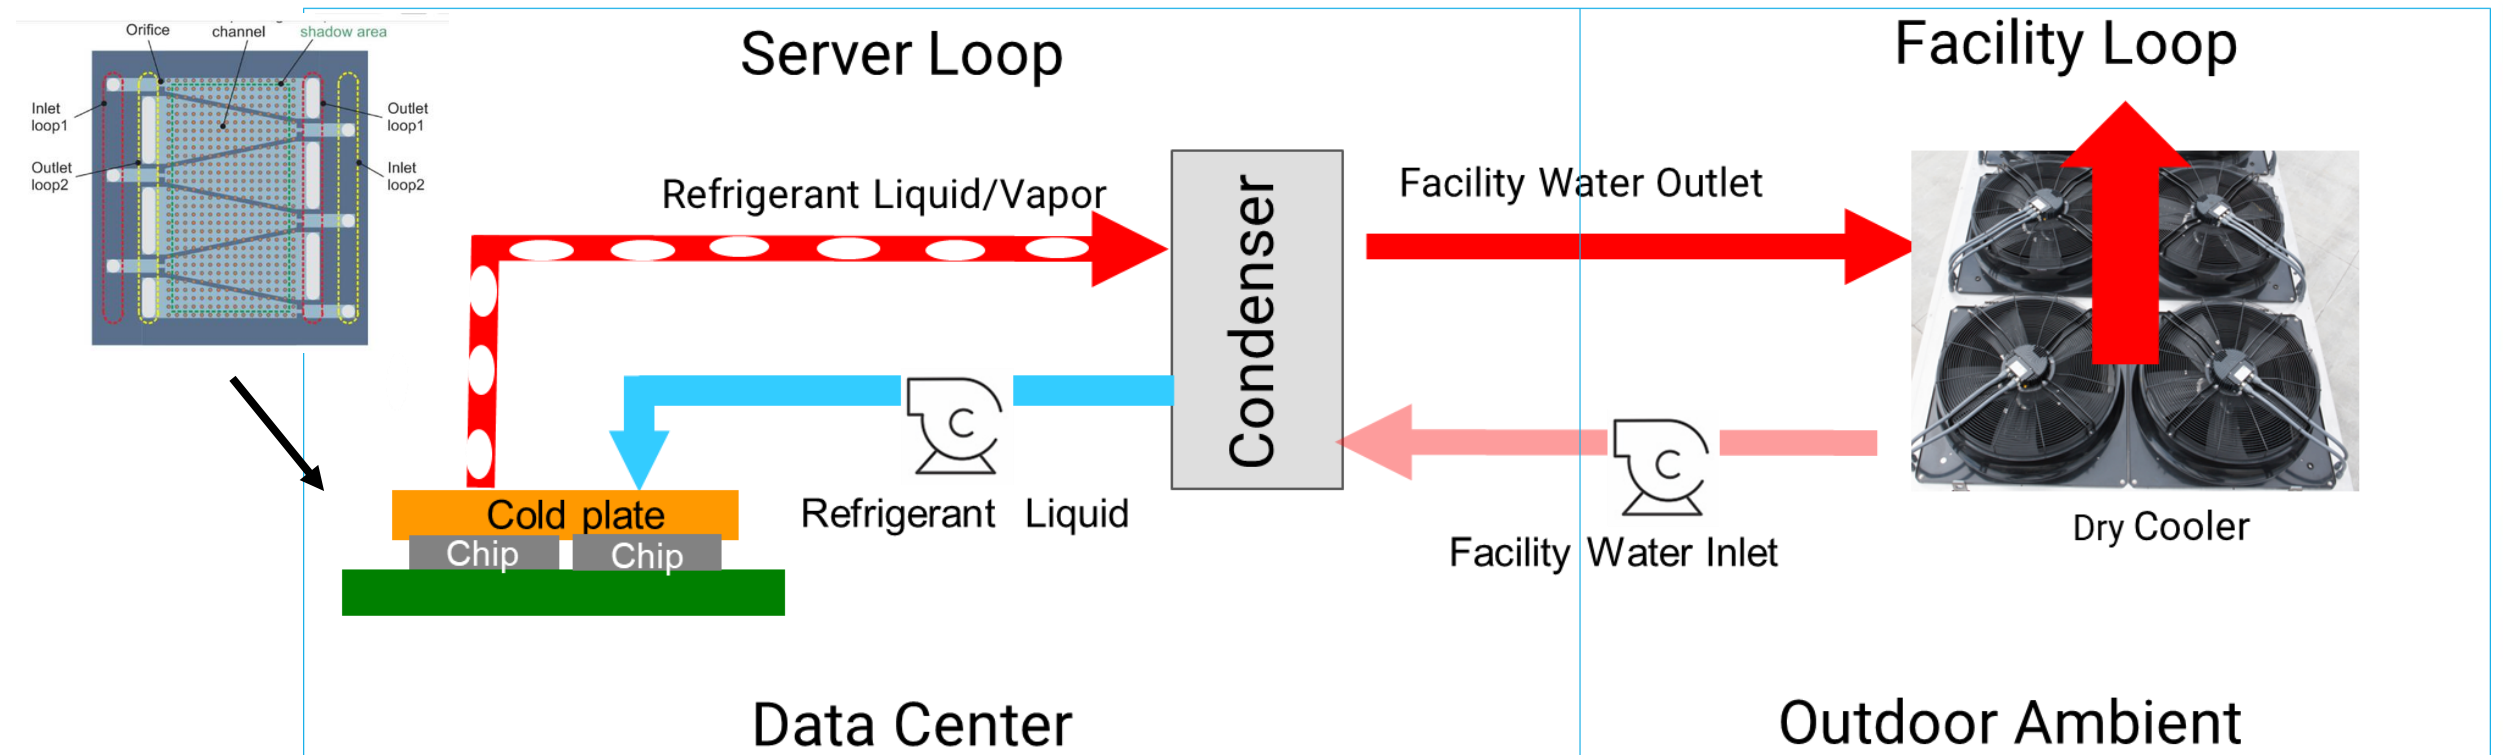 Orifice
channel
shadow area
Inlet
loop1
Outlet
loop2
Outlet
loop1
Inlet
loop2
Server Loop
Facility Loop
Refrigerant Liquid/Vapor
Condenser
Facility Water Outlet
C
Refrigerant Liquid
C
Facility Water Inlet
Dry Cooler
Cold plate
Chip
Chip
Data Center
Outdoor Ambient